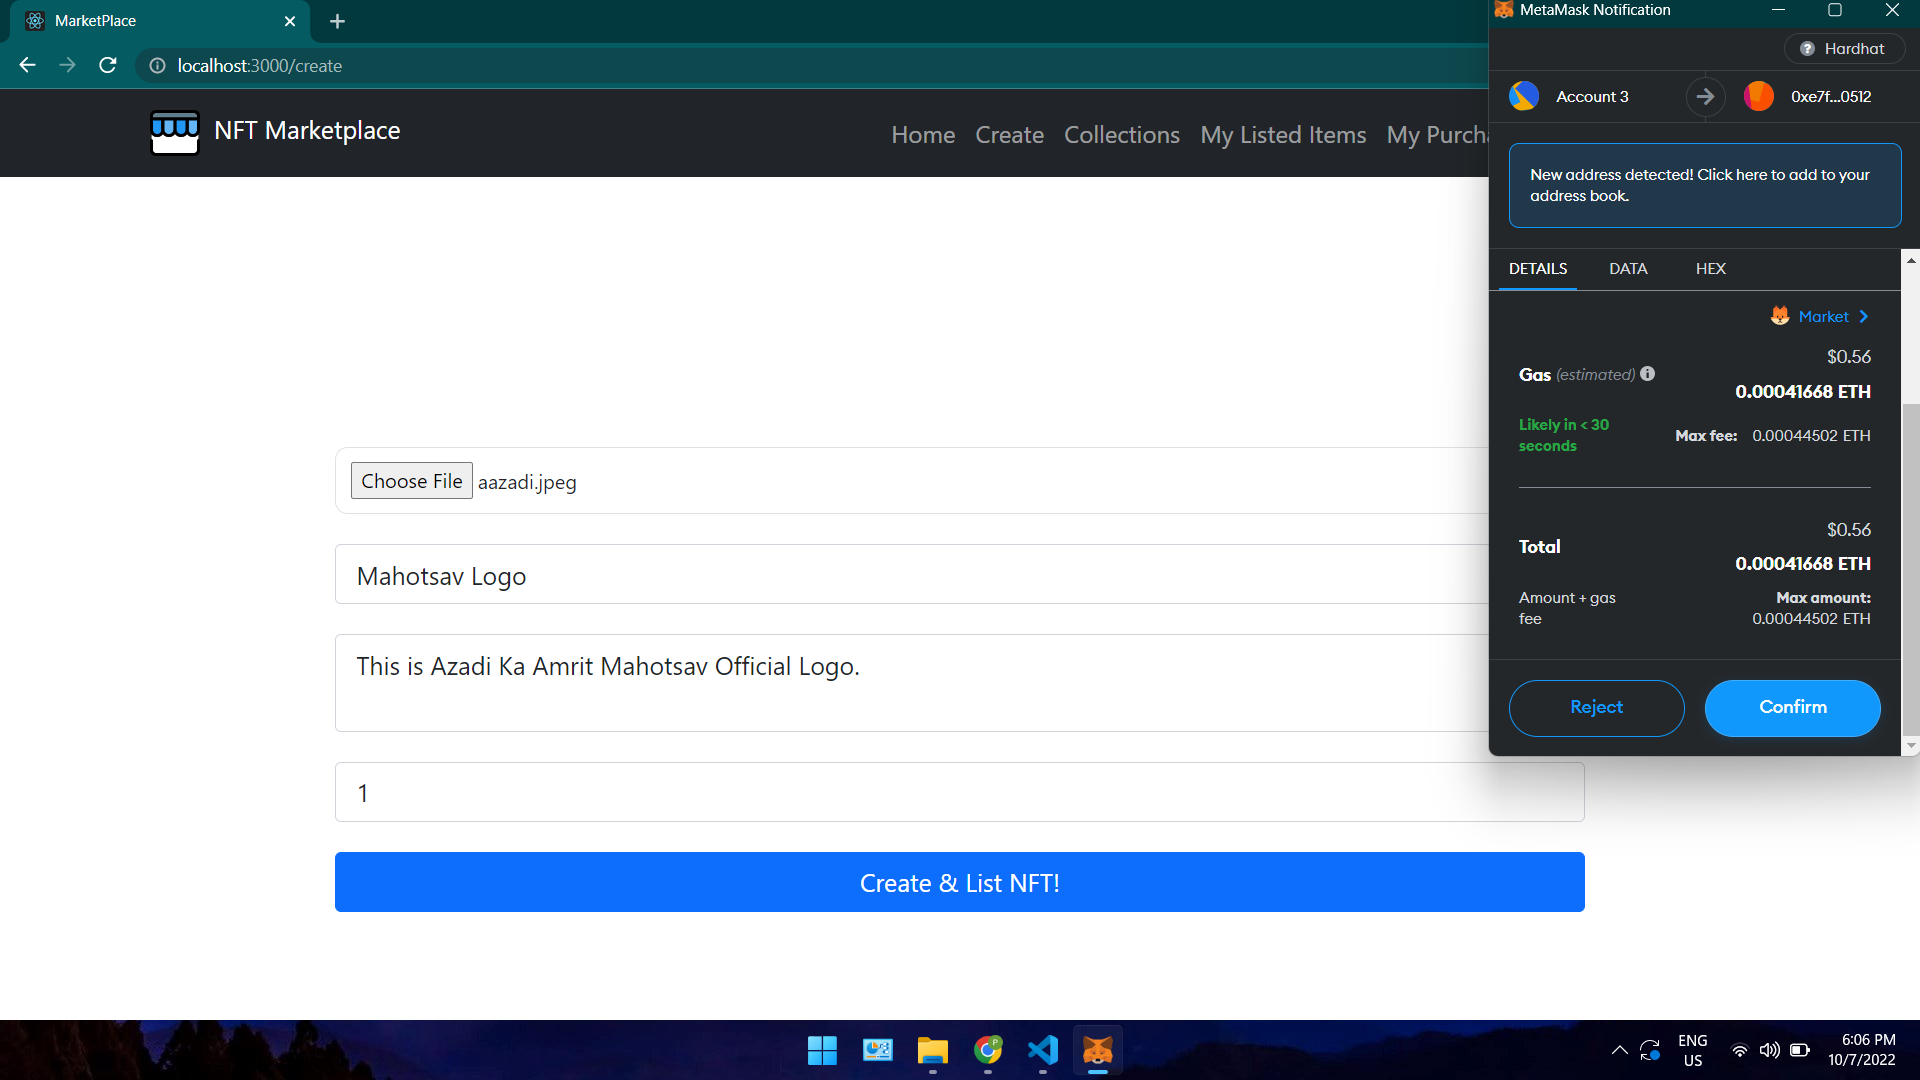 MarketPlace
localhost:3000/create
NFT Marketplace
Home Create Collections My Listed Items My Purcha
Choose File aazadi.jpeg
Mahotsav Logo
This is Azadi Ka Amrit Mahotsav Official Logo.
1
Create & List NFT!
MetaMask Notification
Hardhat
Account 3
0xe7f...0512
New address detected! Click here to add to your
address book.
DETAILS DATA HEX
Market
$0.56
Gas (estimated)
0.00041668 ETH
Likely in < 30
seconds
Max fee: 0.00044502 ETH
$0.56
Total
0.00041668 ETH
Amount + gas
fee
Max amount:
0.00044502 ETH
Reject
Confirm
ENG
US
6:06 PM
10/7/2022